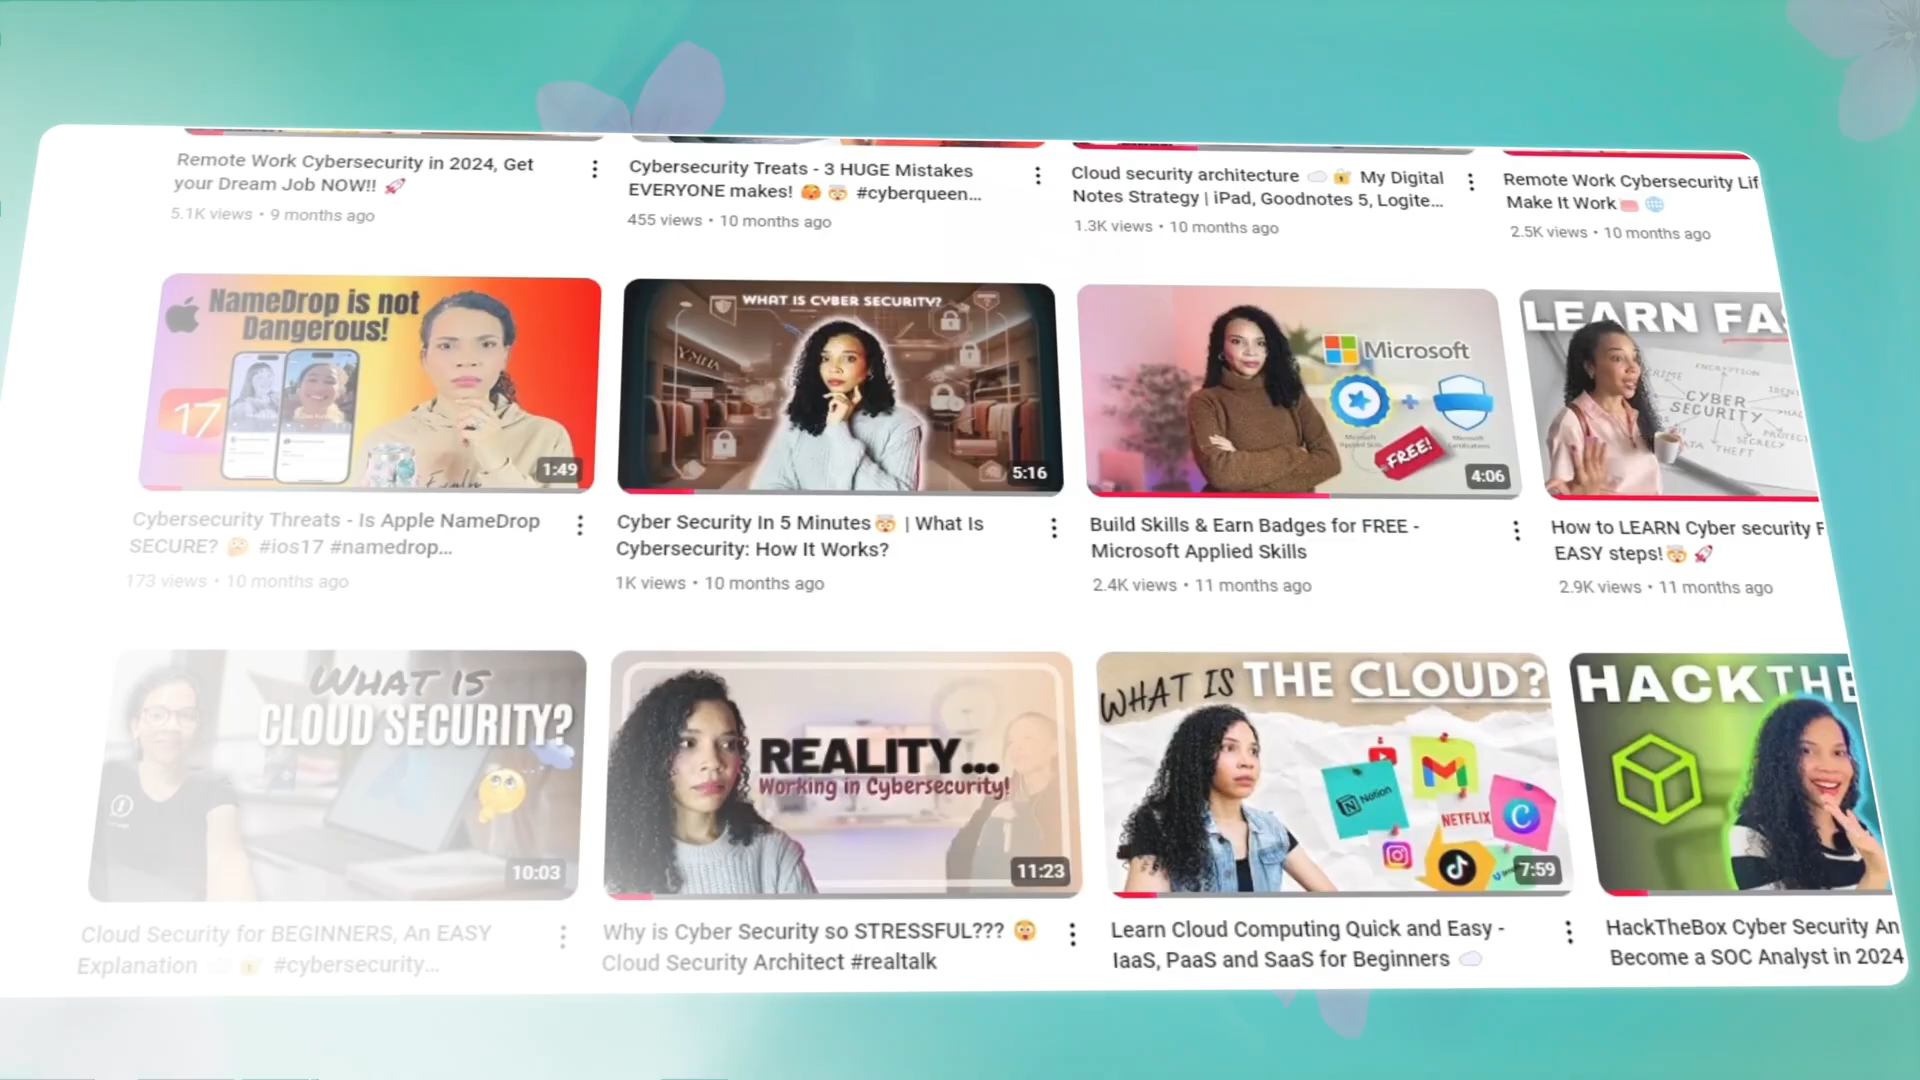 Remote Work Cybersecurity in 2024, Get
your Dream Job NOW!! 🚀
5.1K views • 9 months ago
Cybersecurity Treats - 3 HUGE Mistakes
EVERYONE makes! 🥵 🤯 #cyberqueen...
455 views • 10 months ago
Cloud security architecture ☁️ 🔐 My Digital
Notes Strategy | iPad, Goodnotes 5, Logite...
1.3K views • 10 months ago
Remote Work Cybersecurity Lif
Make It Work 🌐
2.5K views • 10 months ago
NameDrop is not
Dangerous!
17
1:49
WHAT IS CYBER SECURITY?
5:16
Microsoft
FREE!
4:06
LEARN FAS
CRIME
ENCRYPTION
CYBER
SECURITY
DATA THEFT
SECRECY
PROTECT
Cybersecurity Threats - Is Apple NameDrop
SECURE? 🤔 #ios17 #namedrop...
173 views • 10 months ago
Cyber Security In 5 Minutes🤯 | What Is
Cybersecurity: How It Works?
1K views • 10 months ago
Build Skills & Earn Badges for FREE -
Microsoft Applied Skills
2.4K views • 11 months ago
How to LEARN Cyber security F
EASY steps!🤯 🚀
2.9K views • 11 months ago
WHAT IS
CLOUD SECURITY?
10:03
REALITY...
Working in Cybersecurity!
11:23
WHAT IS THE CLOUD?
Notion
NETFLIX
7:59
HACK THE
Cloud Security for BEGINNERS, An EASY
Explanation ☁️ 🔐 #cybersecurity...
Why is Cyber Security so STRESSFUL??? 😳
Cloud Security Architect #realtalk
Learn Cloud Computing Quick and Easy -
IaaS, PaaS and SaaS for Beginners ☁️
HackTheBox Cyber Security An
Become a SOC Analyst in 2024